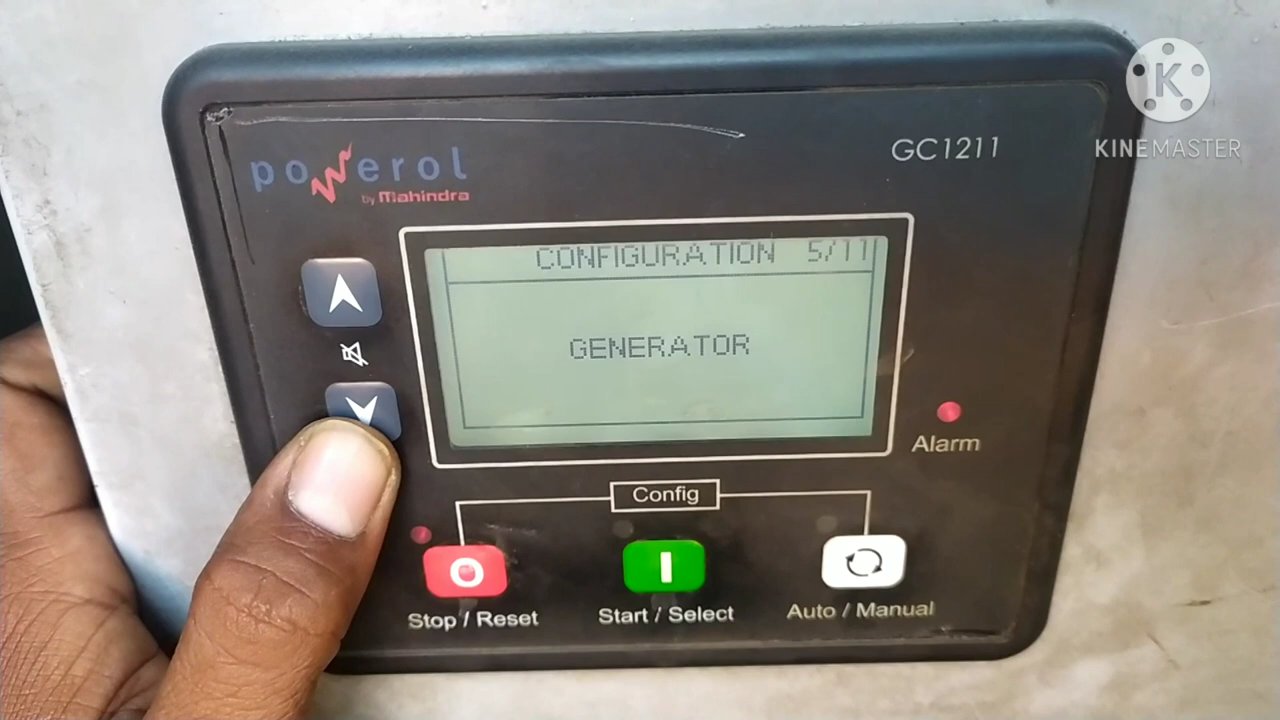 powerol
by Mahindra
GC1211
K
KINEMASTER
CONFIGURATION 5/11
GENERATOR
Alarm
Config
O
I
Stop / Reset
Start / Select
Auto / Manual